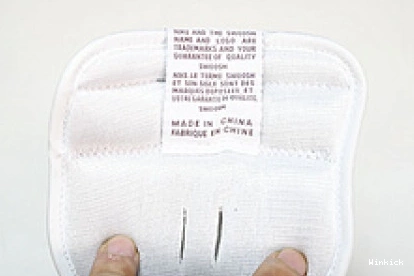 NIKE AND THE SWOOSH
NAME AND LOGO ARE
TRADEMARKS AND YOUR
GUARANTEE OF QUALITY
SWOOSH
NIKE LE TERME SWOOSH
ET SON SIGLE SONT DES
MARQUES DEPOSEES ET
VOTRE GARANTIE DE QUALITE
SWOOSH
MADE IN CHINA
FABRIQUE EN CHINE
Winkich